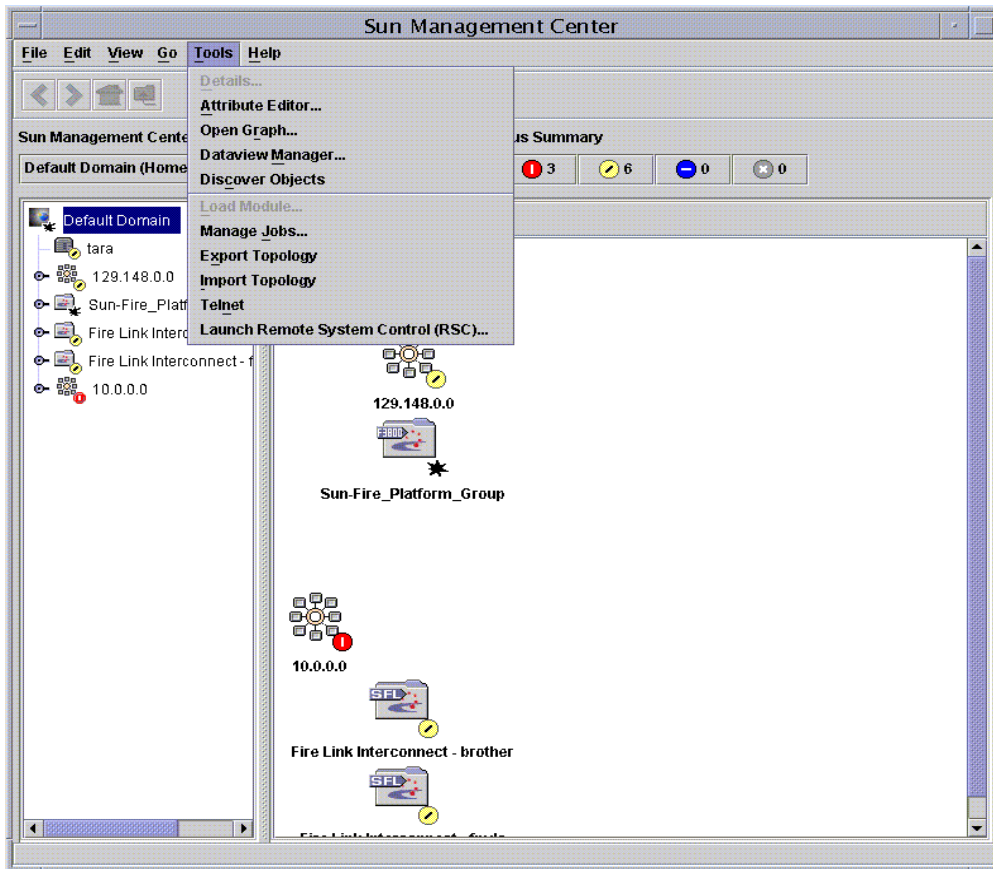 Sun Management Center
File Edit View Go Tools Help
Details...
Attribute Editor...
Open Graph...
Dataview Manager...
Discover Objects
Load Module...
Manage Jobs...
Export Topology
Import Topology
Telnet
Launch Remote System Control (RSC)...
Sun Management Cente
us Summary
Default Domain (Home
3 6 0 0
Default Domain
tara
129.148.0.0
Sun-Fire_Platf
Fire Link Interc
Fire Link Interconnect - f
10.0.0.0
129.148.0.0
Sun-Fire_Platform_Group
10.0.0.0
SFL
Fire Link Interconnect - brother
SFL
Fire Link Interconnect -